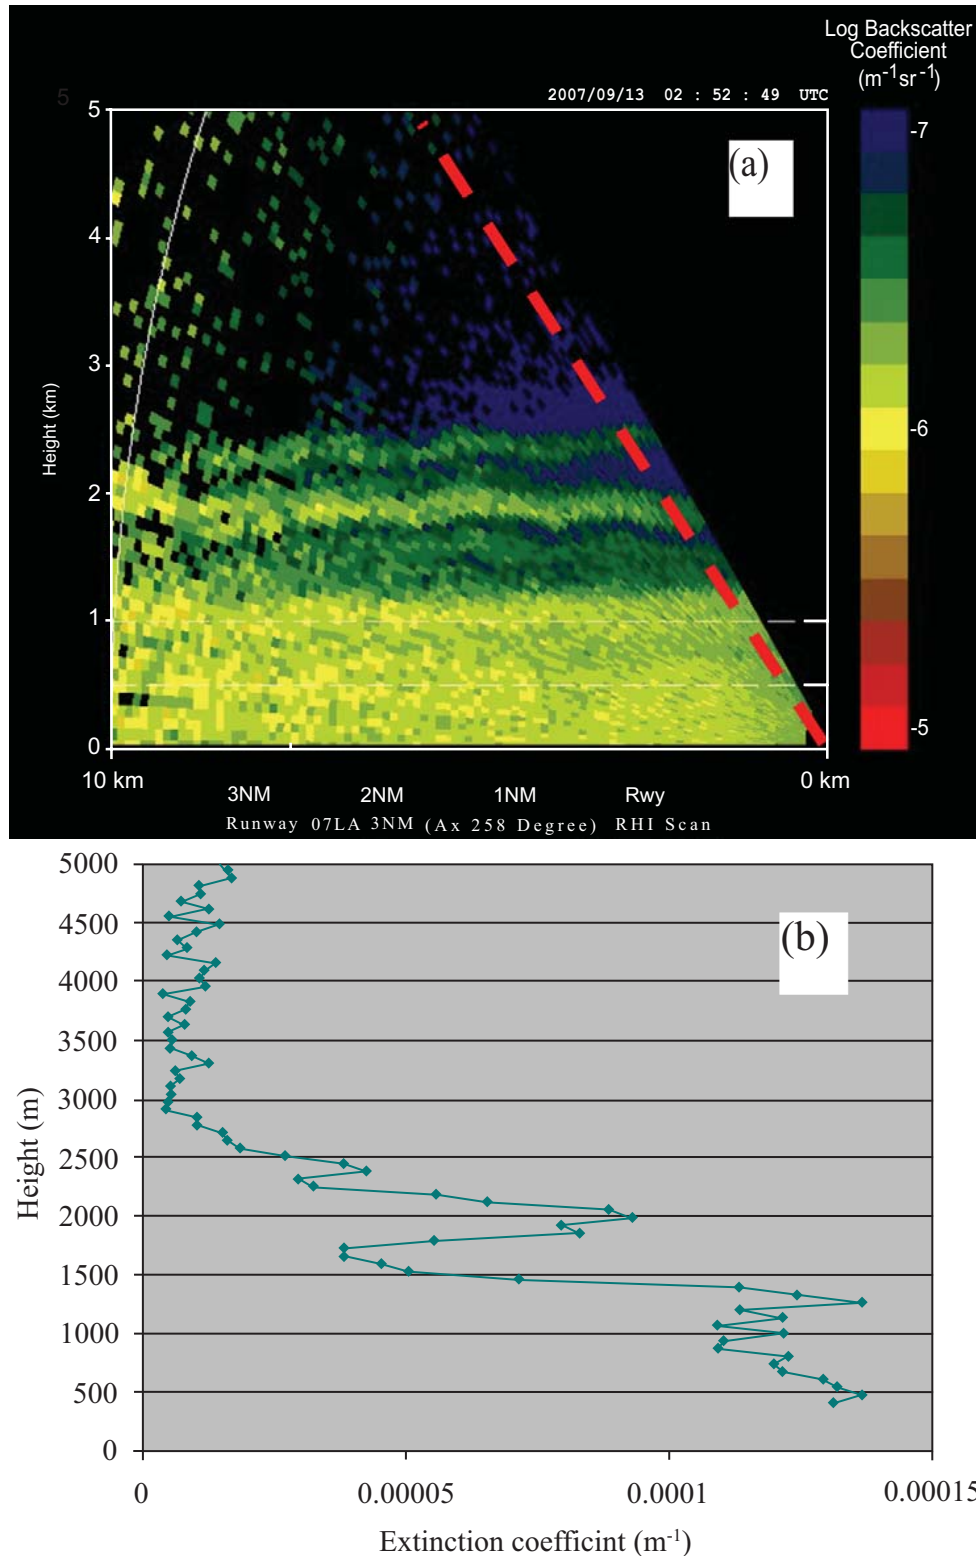 Log Backscatter
Coefficient
(m⁻¹sr⁻¹)
2007/09/13 02 : 52 : 49 UTC
5
5
4
3
2
1
0
Height (km)
(a)
-7
-6
-5
10 km
0 km
3NM 2NM 1NM Rwy
Runway 07LA 3NM (Ax 258 Degree) RHI Scan
5000
4500
4000
3500
3000
2500
2000
1500
1000
500
0
Height (m)
(b)
0 0.00005 0.0001 0.00015
Extinction coefficint (m⁻¹)